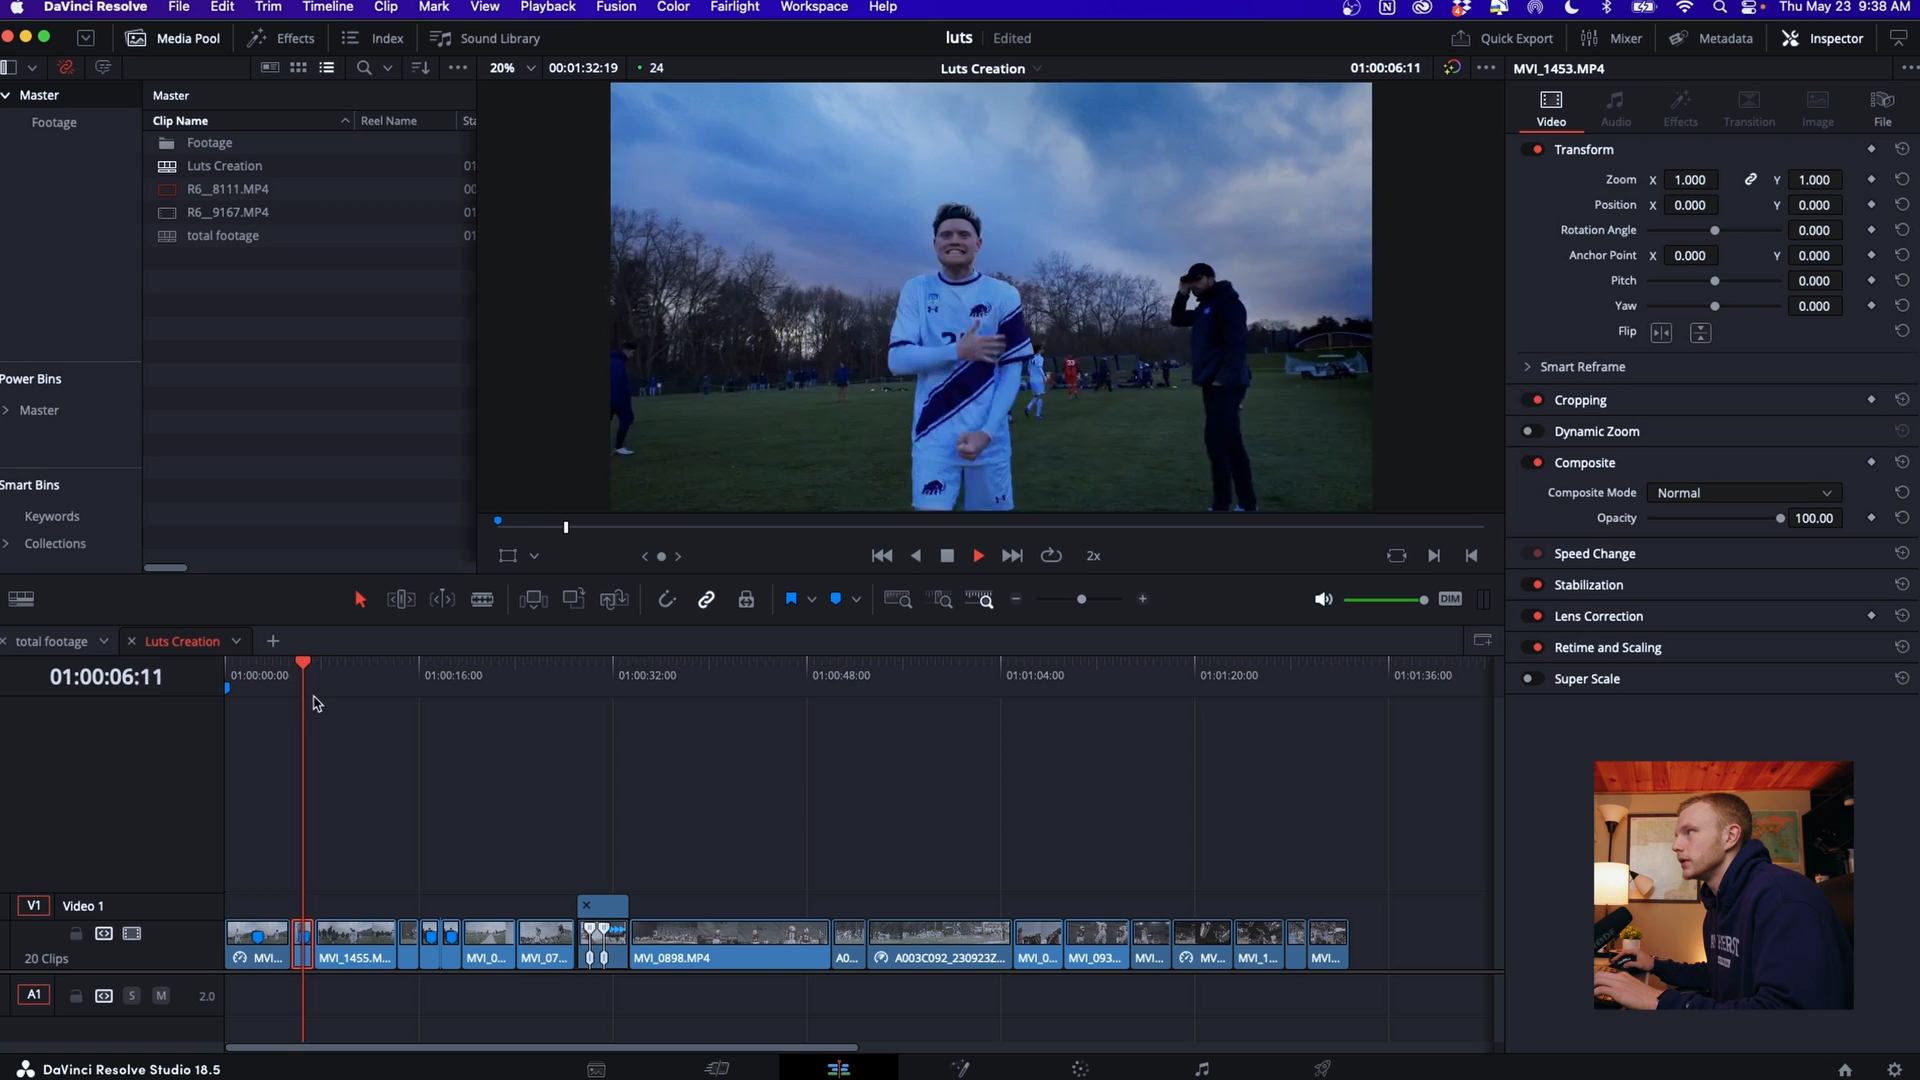 DaVinci Resolve File Edit Trim Timeline Clip Mark View Playback Fusion Color Fairlight Workspace Help Thu May 23 9:38 AM
Media Pool Effects Index Sound Library luts Edited Quick Export Mixer Metadata Inspector
20% 00:01:32:19 24 Luts Creation 01:00:06:11 MVI_1453.MP4
Master Master
Video Audio Effects Transition Image File
Footage Clip Name Reel Name Sta
Footage
Luts Creation 01
R6__8111.MP4 00
R6__9167.MP4 01
total footage 01
Transform
Zoom X 1.000 Y 1.000
Position X 0.000 Y 0.000
Rotation Angle 0.000
Anchor Point X 0.000 Y 0.000
Pitch 0.000
Yaw 0.000
Flip
Smart Reframe
Power Bins
Master
Cropping
Dynamic Zoom
Composite
Smart Bins
Composite Mode Normal
Keywords
Opacity 100.00
Collections
2x
Speed Change
Stabilization
DIM
Lens Correction
total footage Luts Creation
Retime and Scaling
01:00:06:11 01:00:00:00 01:00:16:00 01:00:32:00 01:00:48:00 01:01:04:00 01:01:20:00 01:01:36:00
Super Scale
V1 Video 1
20 Clips MVI... MVI_1455.M... MVI_0... MVI_07... MVI_0898.MP4 A0... A003C092_230923Z... MVI_0... MVI_093... MVI... MV... MVI_1... MVI...
A1 S M 2.0
DaVinci Resolve Studio 18.5